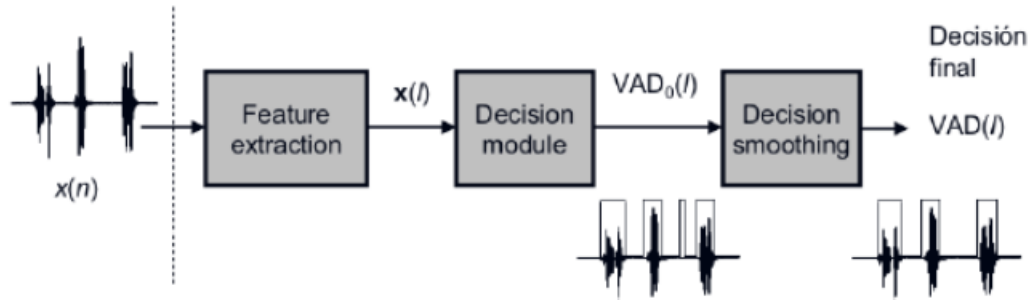 x(n)
Feature
extraction
x(l)
Decision
module
VAD₀(l)
Decision
smoothing
Decisión
final
VAD(l)